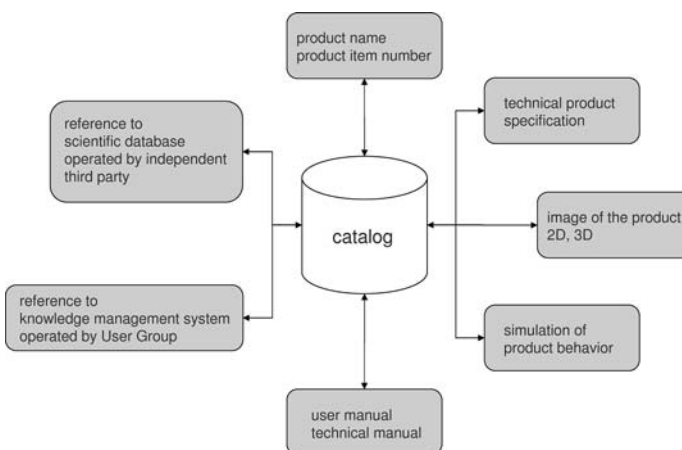 product name
product item number
technical product
specification
reference to
scientific database
operated by independent
third party
catalog
image of the product
2D, 3D
reference to
knowledge management system
operated by User Group
simulation of
product behavior
user manual
technical manual